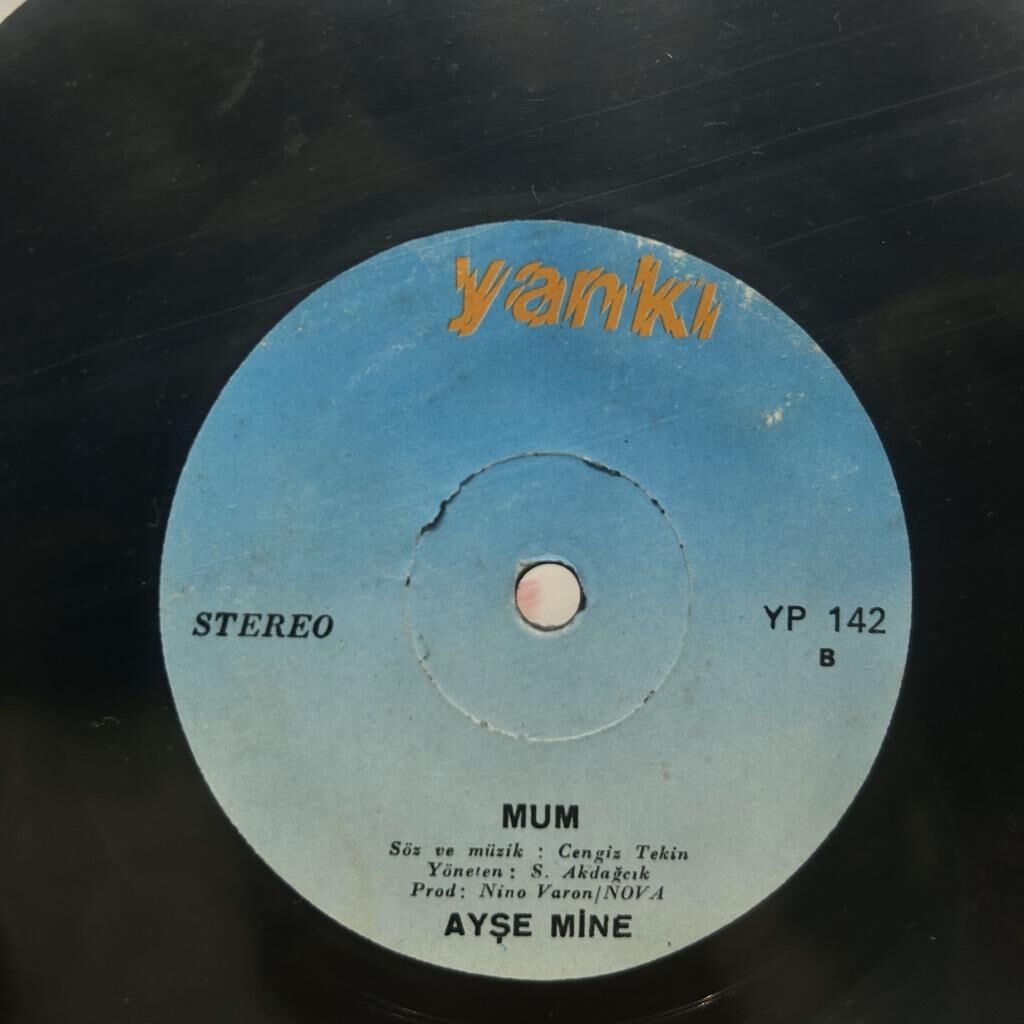 yankı
STEREO
YP 142
B
MUM
Söz ve müzik : Cengiz Tekin
Yöneten : S. Akdağcık
Prod : Nino Varon/NOVA
AYŞE MİNE